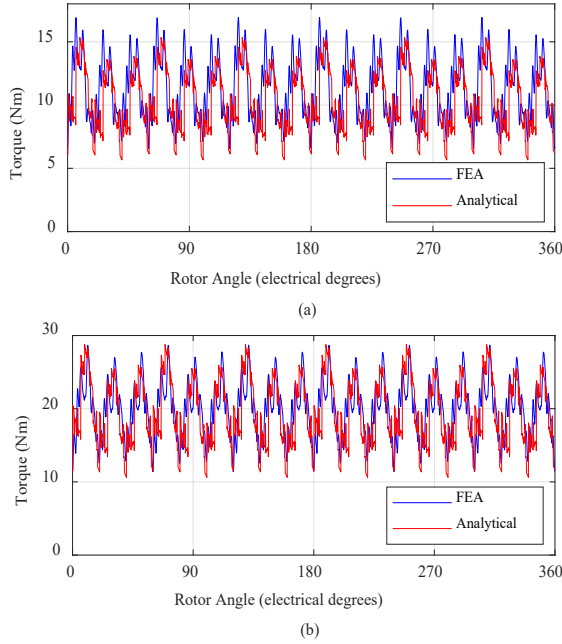 15
10
5
0
Torque (Nm)
FEA
Analytical
0 90 180 270 360
Rotor Angle (electrical degrees)
(a)
30
20
10
0
Torque (Nm)
FEA
Analytical
0 90 180 270 360
Rotor Angle (electrical degrees)
(b)